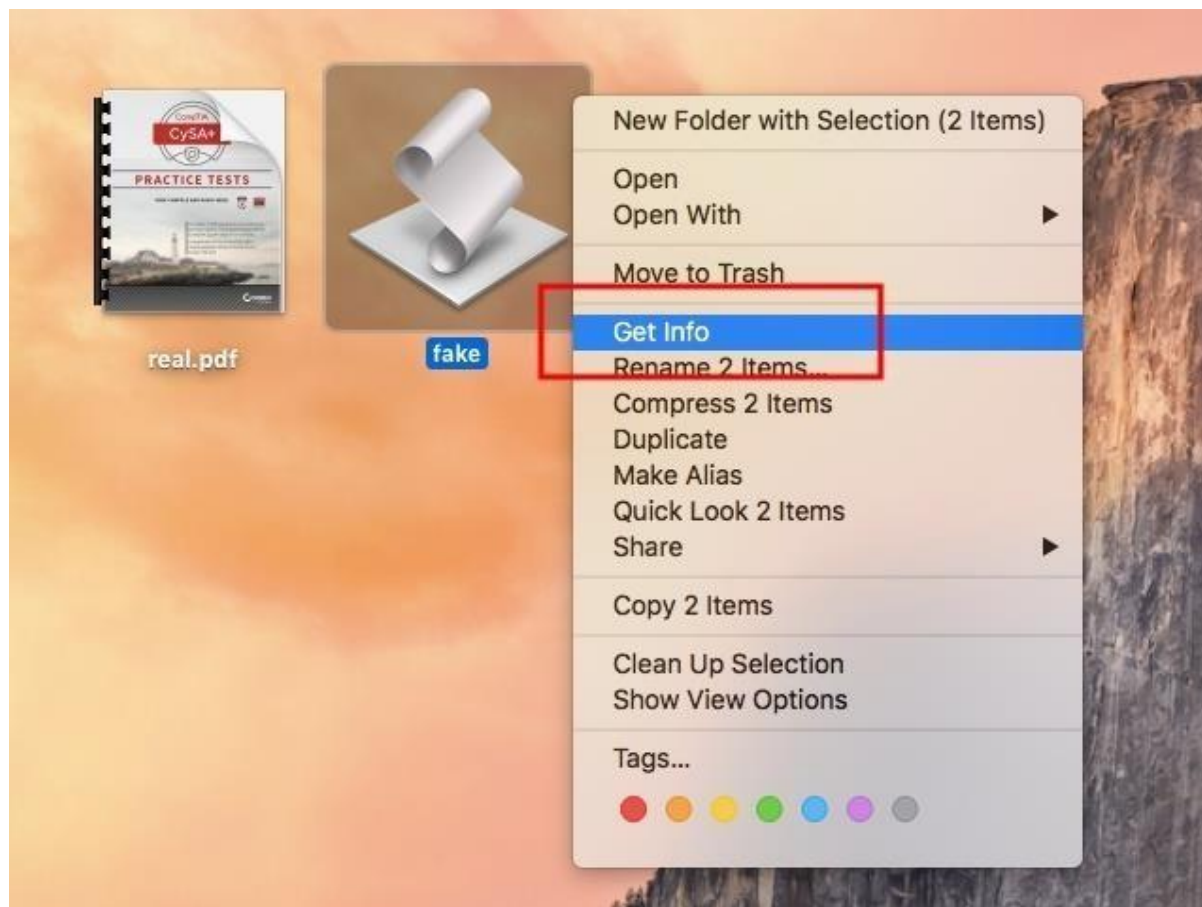 CompTIA
CySA+
PRACTICE TESTS
real.pdf
fake
New Folder with Selection (2 Items)
Open
Open With
Move to Trash
Get Info
Rename 2 Items...
Compress 2 Items
Duplicate
Make Alias
Quick Look 2 Items
Share
Copy 2 Items
Clean Up Selection
Show View Options
Tags...